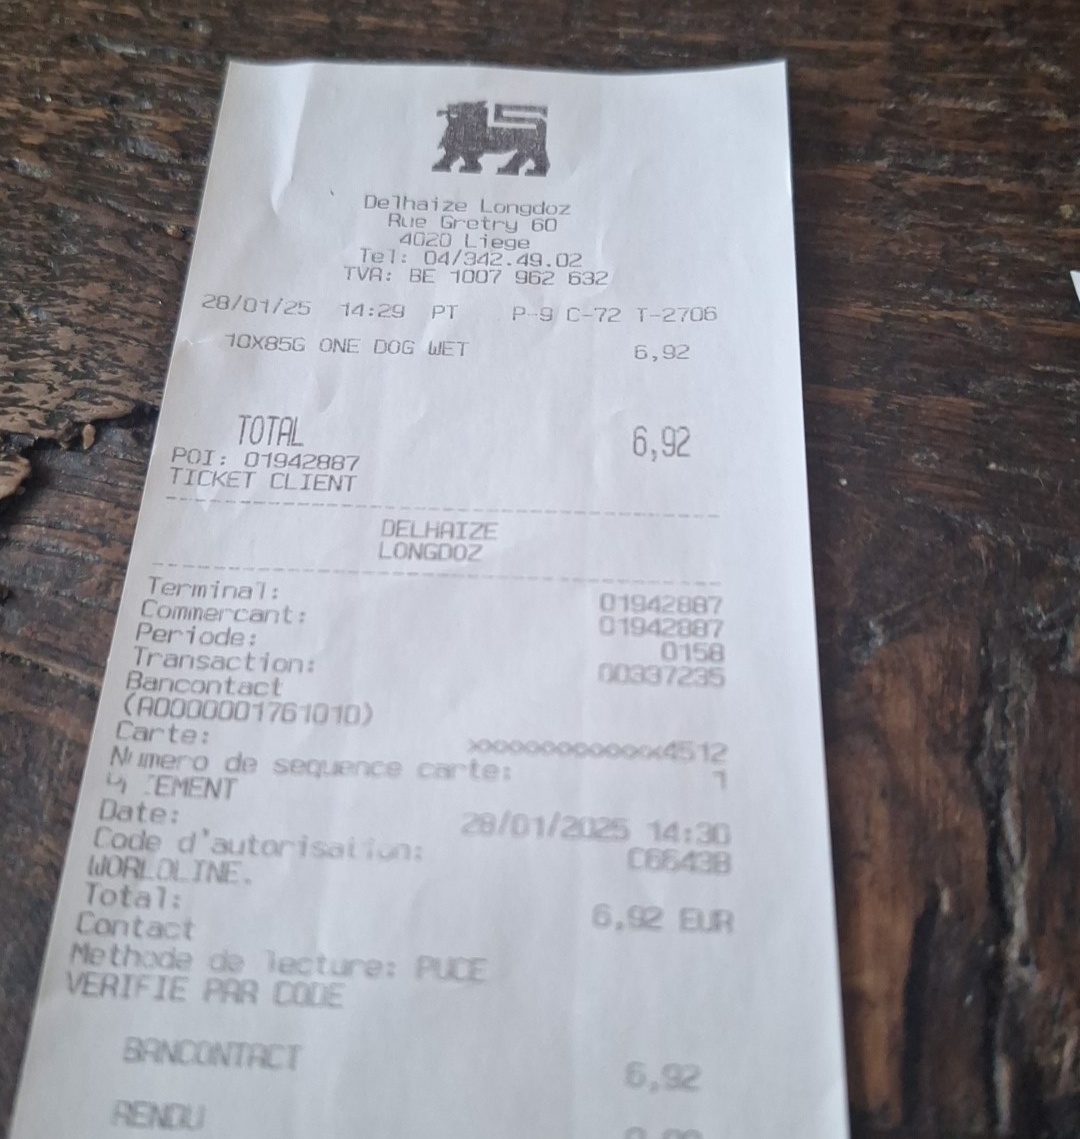 Delhaize Longdoz
Rue Gretry 60
4020 Liege
Tel: 04/342.49.02
TVA: BE 1007 962 632
28/01/25 14:29 PT P-9 C-72 T-2706
10X85G ONE DOG WET 6,92
TOTAL 6,92
POI: 01942887
TICKET CLIENT
DELHAIZE
LONGDOZ
Terminal: 01942887
Commercant: 01942887
Periode: 0158
Transaction: 00337235
Bancontact
(A0000001761010)
Carte: xxxxxxxxxxxxx4512
Numero de sequence carte: 1
Date: 28/01/2025 14:30
Code d'autorisation: C6643B
WORLDLINE.
Total: 6,92 EUR
Contact
Methode de lecture: PUCE
VERIFIE PAR CODE
BANCONTACT 6,92
RENDU